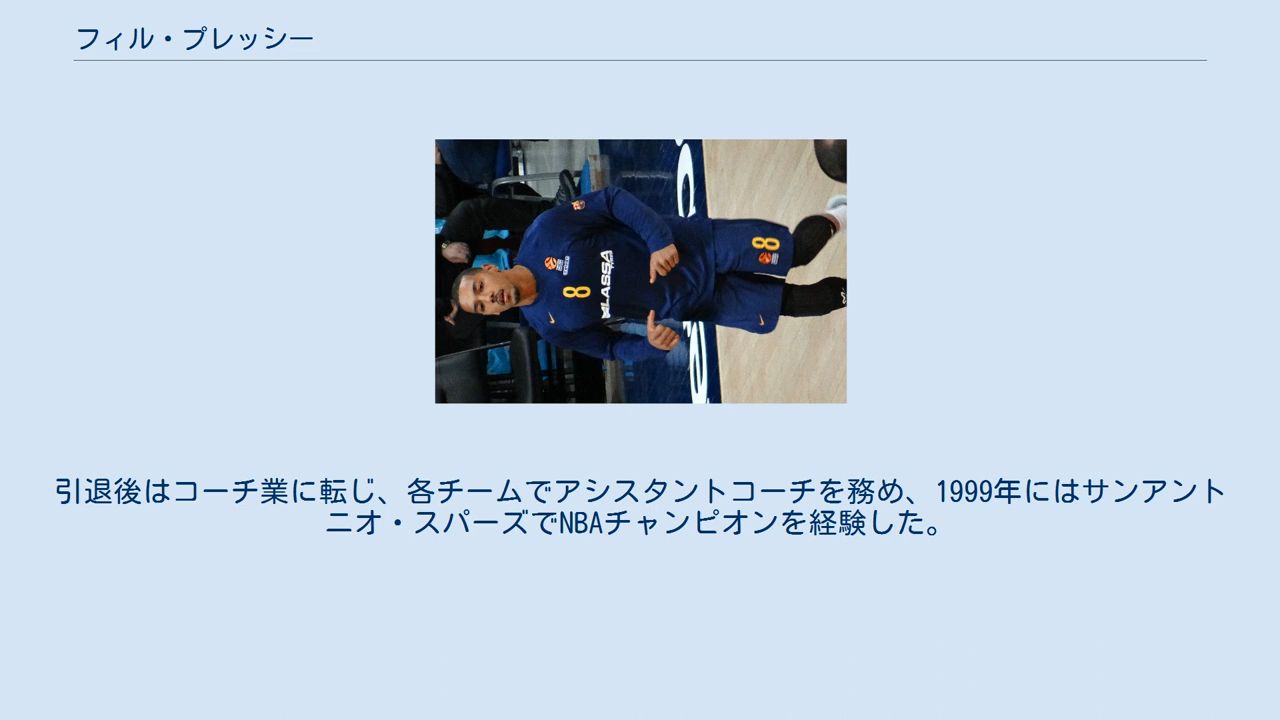 フィル・プレッシー
8
LASSA
8
引退後はコーチ業に転じ、各チームでアシスタントコーチを務め、1999年にはサンアント
ニオ・スパーズでNBAチャンピオンを経験した。